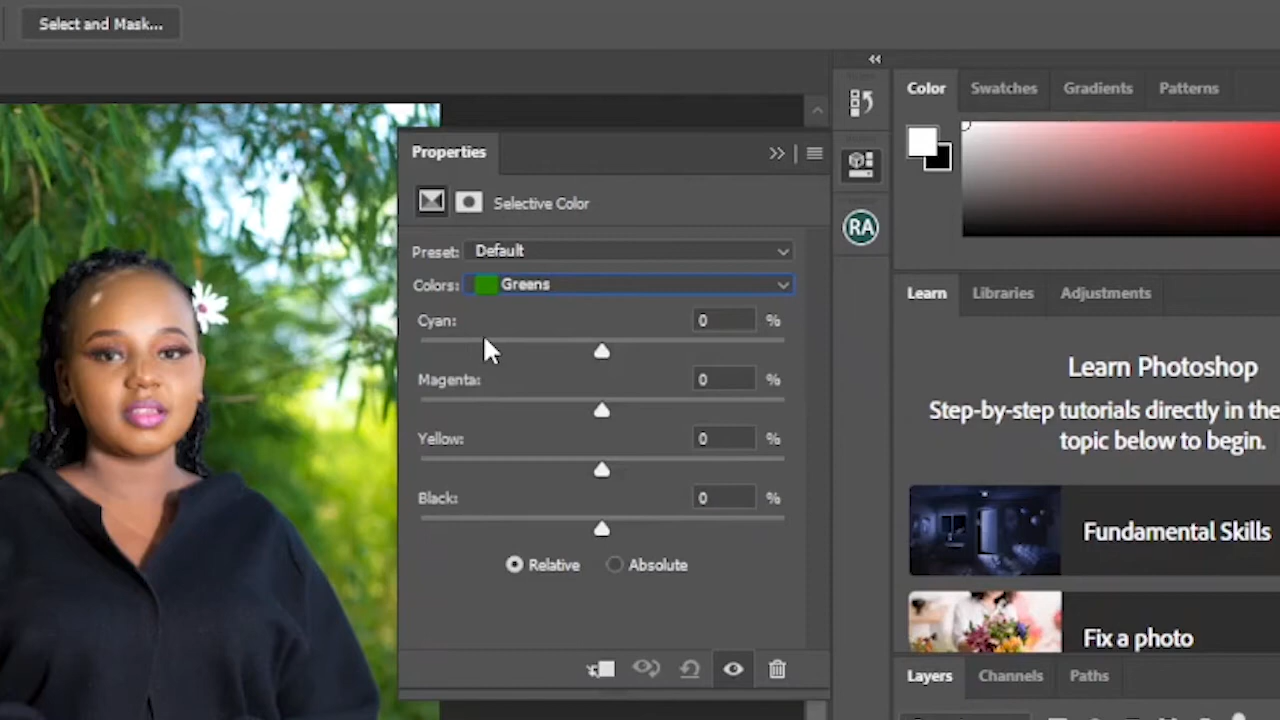 Select and Mask...
Properties
Selective Color
Preset: Default
Colors: Greens
Cyan: 0 %
Magenta: 0 %
Yellow: 0 %
Black: 0 %
Relative Absolute
RA
Color Swatches Gradients Patterns
Learn Libraries Adjustments
Learn Photoshop
Step-by-step tutorials directly in the
topic below to begin.
Fundamental Skills
Fix a photo
Layers Channels Paths